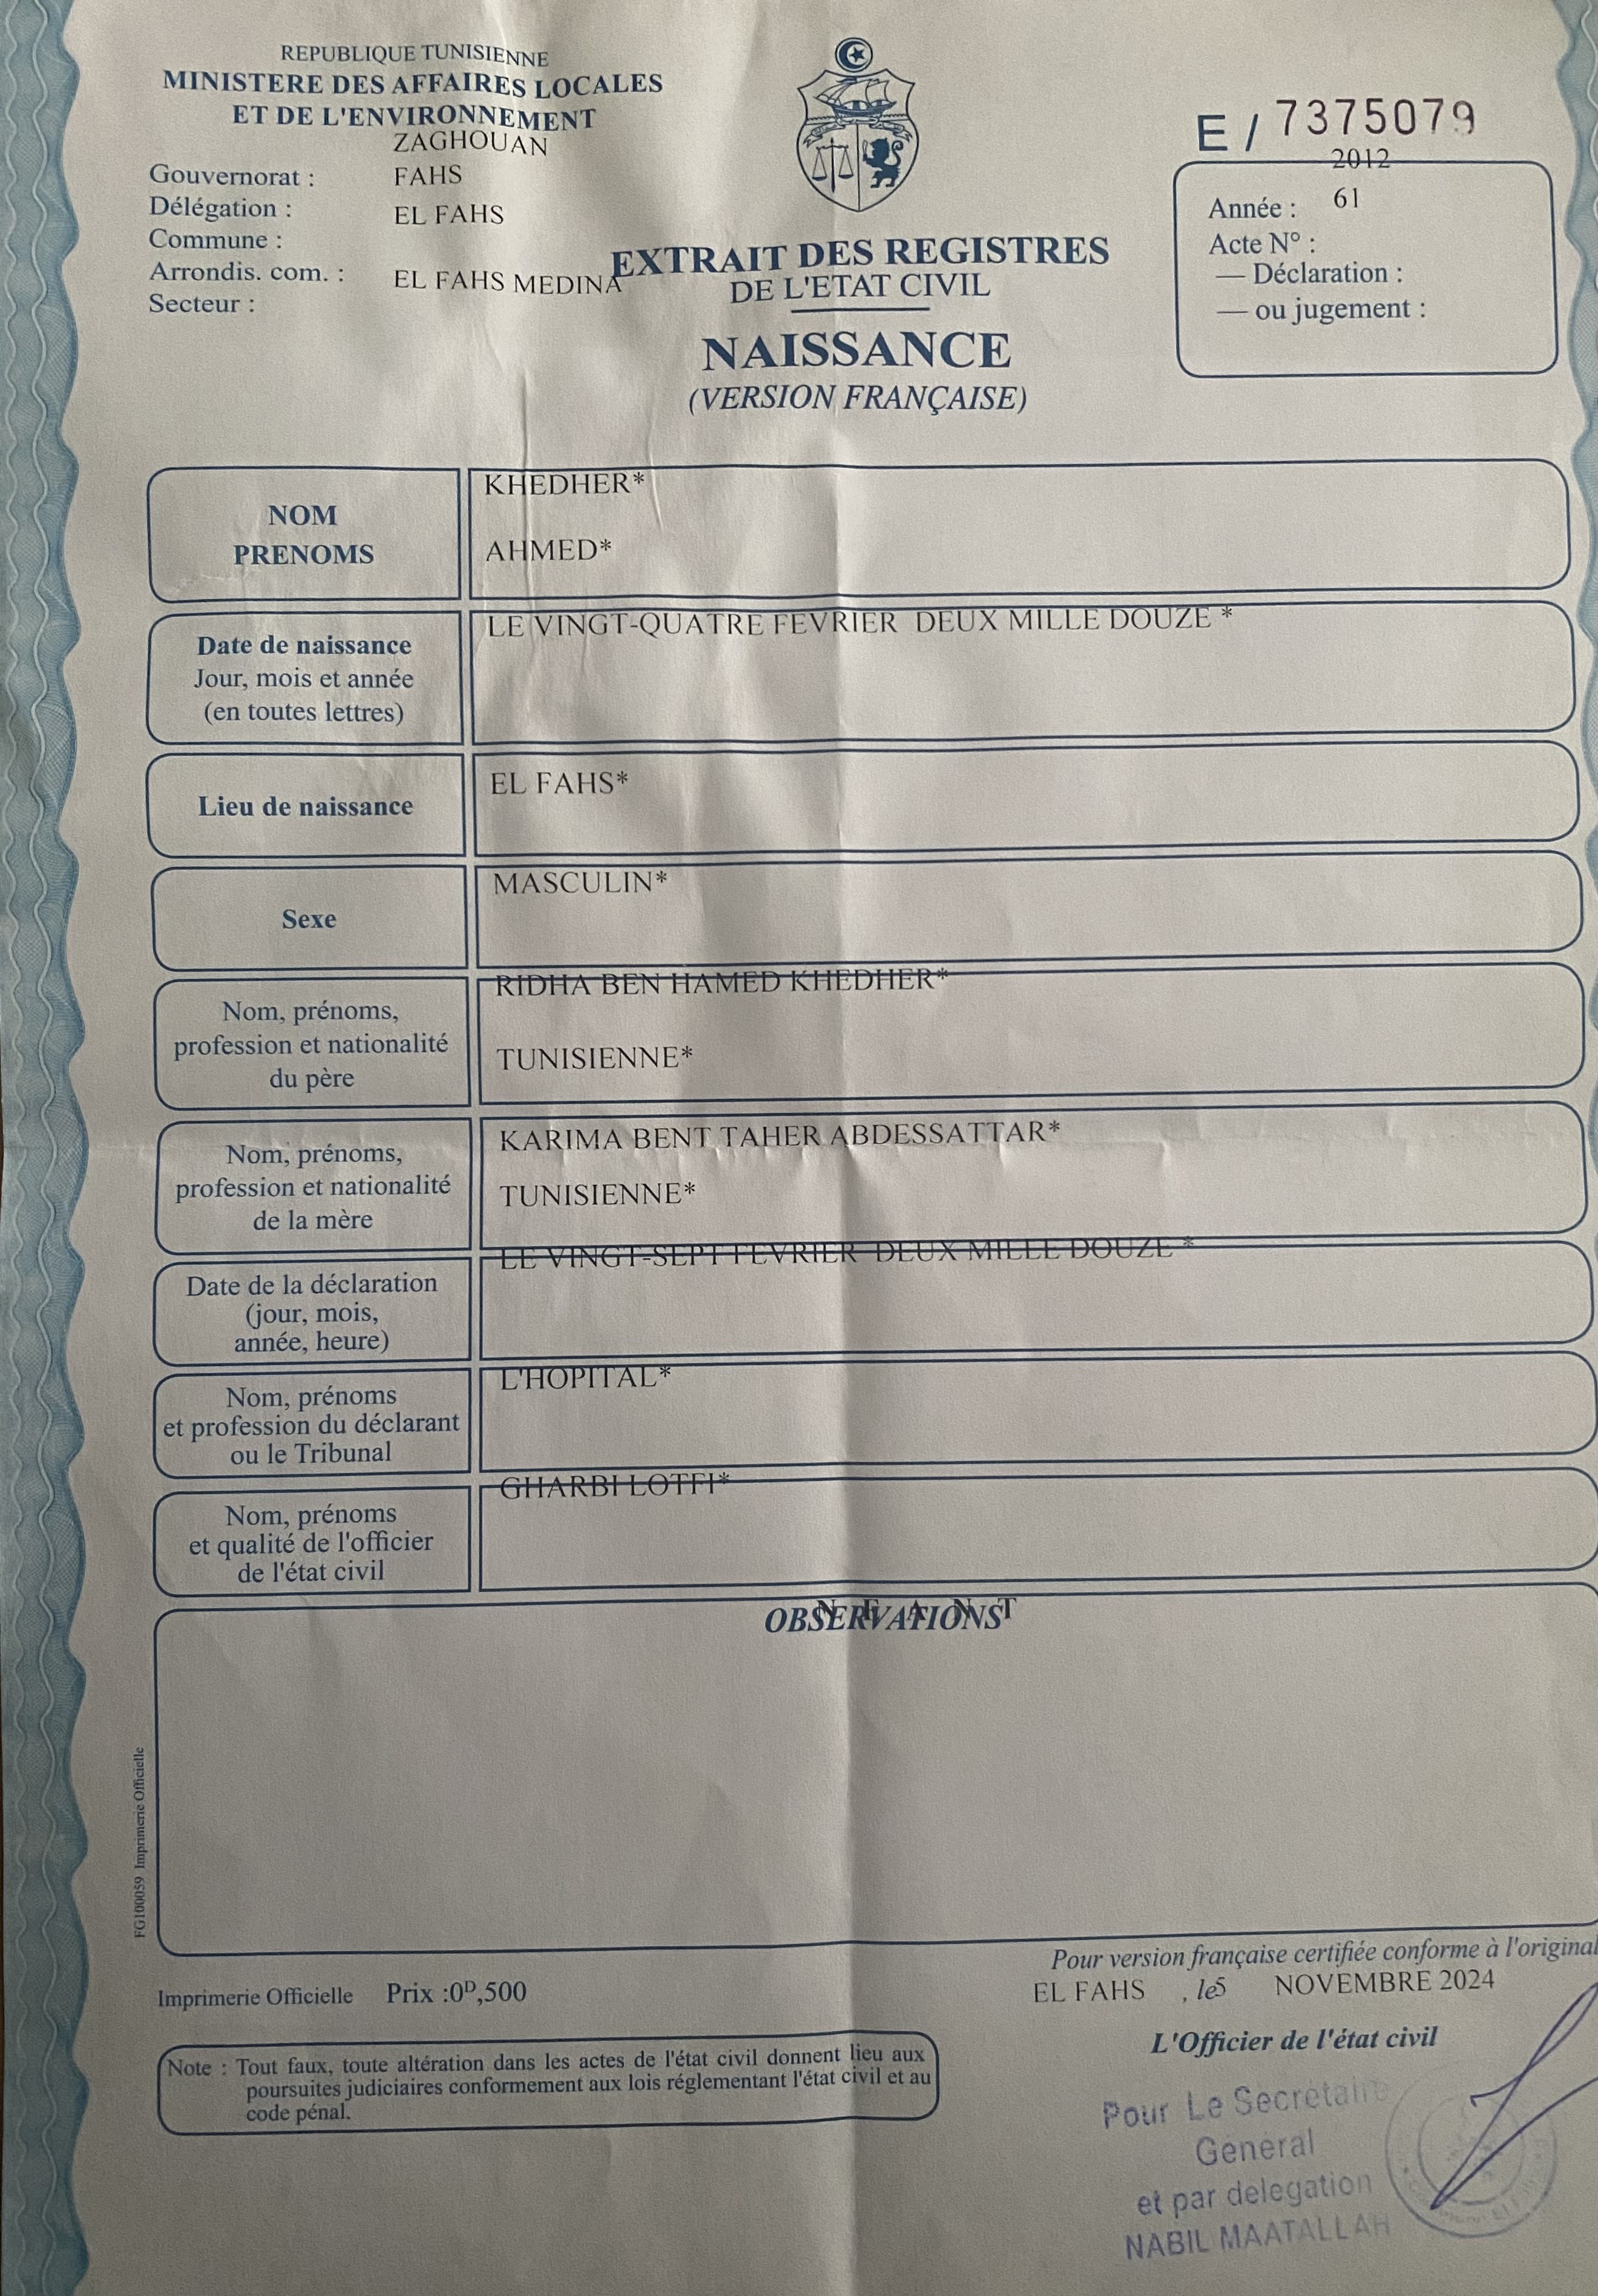 REPUBLIQUE TUNISIENNE
MINISTERE DES AFFAIRES LOCALES
ET DE L'ENVIRONNEMENT
ZAGHOUAN
Gouvernorat :
FAHS
Délégation :
EL FAHS
Commune :
Arrondis. com. :
EL FAHS MEDINA
Secteur :
E / 7375079
2012
Année :
61
Acte N° :
— Déclaration :
— ou jugement :
EXTRAIT DES REGISTRES
DE L'ETAT CIVIL
NAISSANCE
(VERSION FRANÇAISE)
NOM
PRENOMS
KHEDHER*
AHMED*
Date de naissance
Jour, mois et année
(en toutes lettres)
LE VINGT-QUATRE FEVRIER DEUX MILLE DOUZE *
Lieu de naissance
EL FAHS*
Sexe
MASCULIN*
Nom, prénoms,
profession et nationalité
du père
RIDHA BEN HAMED KHEDHER*
TUNISIENNE*
Nom, prénoms,
profession et nationalité
de la mère
KARIMA BENT TAHER ABDESSATTAR*
TUNISIENNE*
Date de la déclaration
(jour, mois,
année, heure)
LE VINGT-SEPT FEVRIER DEUX MILLE DOUZE *
Nom, prénoms
et profession du déclarant
ou le Tribunal
L'HOPITAL*
Nom, prénoms
et qualité de l'officier
de l'état civil
GHARBI LOTFI*
OBSERVATIONS
N E A N T
FG100059 Imprimerie Officielle
Pour version française certifiée conforme à l'original
EL FAHS , le 5 NOVEMBRE 2024
Imprimerie Officielle Prix :0ᴰ,500
L'Officier de l'état civil
Note : Tout faux, toute altération dans les actes de l'état civil donnent lieu aux
poursuites judiciaires conformement aux lois réglementant l'état civil et au
code pénal.
Pour Le Secrétaire
General
et par delegation
NABIL MAATALLAH